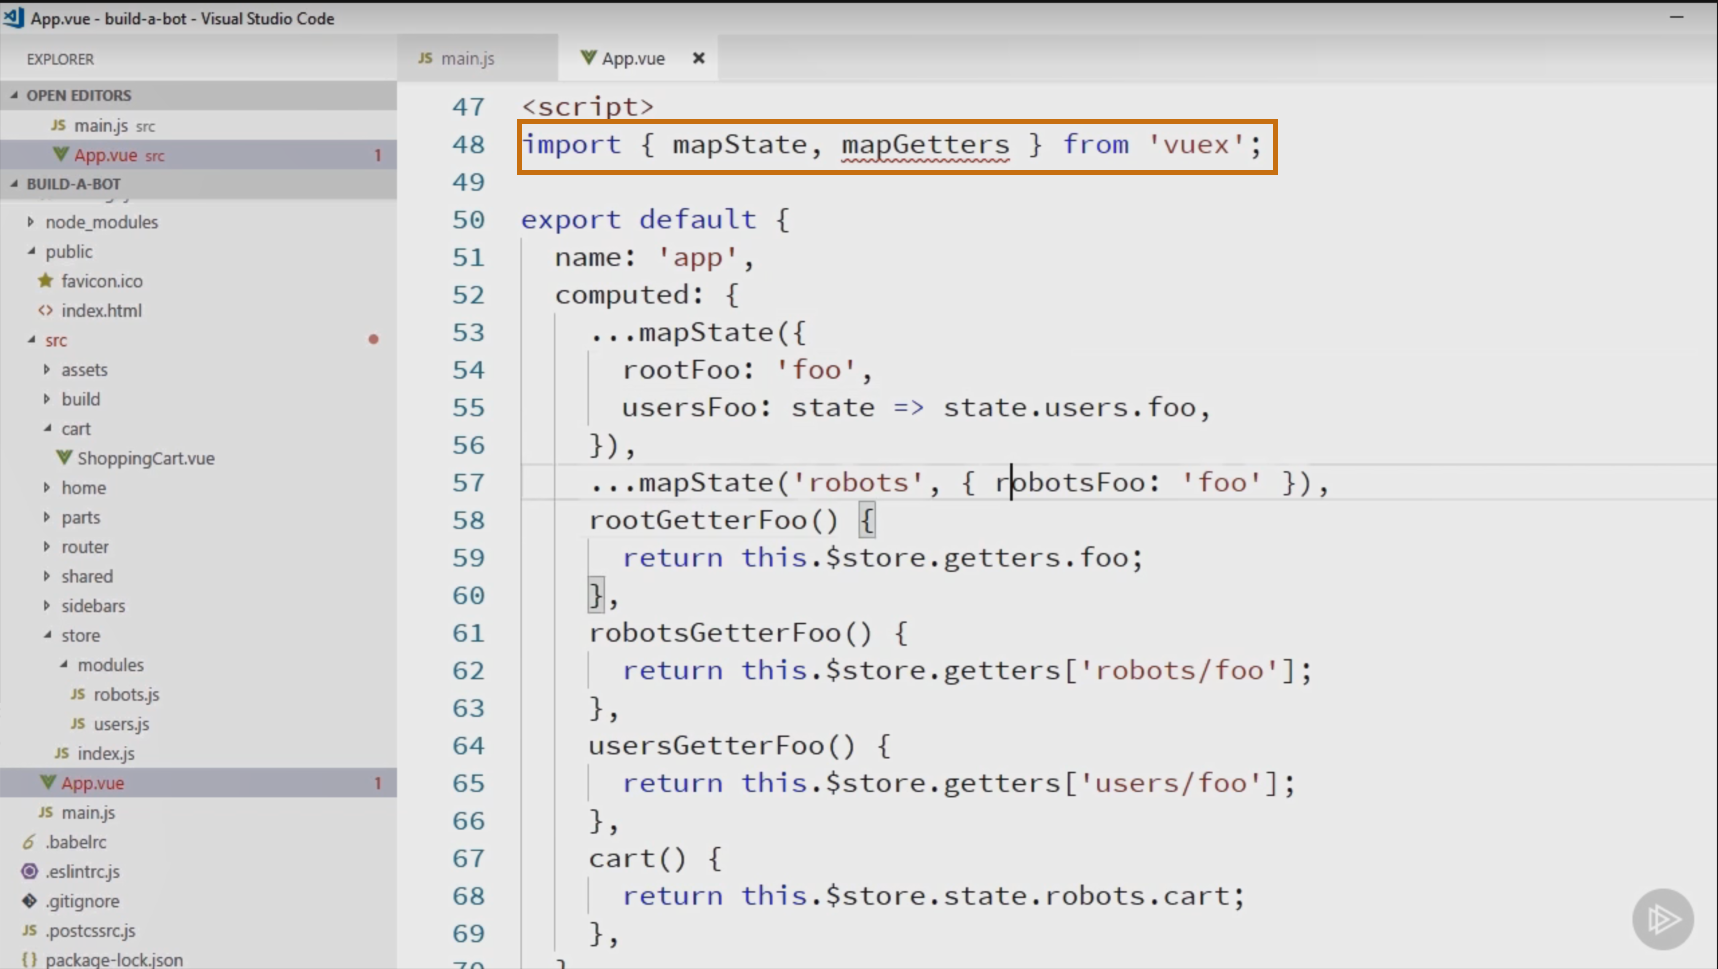 App.vue - build-a-bot - Visual Studio Code
EXPLORER
OPEN EDITORS
JS main.js src
App.vue src 1
BUILD-A-BOT
node_modules
public
favicon.ico
<> index.html
src
assets
build
cart
ShoppingCart.vue
home
parts
router
shared
sidebars
store
modules
JS robots.js
JS users.js
JS index.js
App.vue 1
JS main.js
6 .babelrc
.eslintrc.js
.gitignore
JS .postcssrc.js
{} package-lock.json
JS main.js
App.vue
47 <script>
48 import { mapState, mapGetters } from 'vuex';
49
50 export default {
51 name: 'app',
52 computed: {
53 ...mapState({
54 rootFoo: 'foo',
55 usersFoo: state => state.users.foo,
56 }),
57 ...mapState('robots', { robotsFoo: 'foo' }),
58 rootGetterFoo() {
59 return this.$store.getters.foo;
60 },
61 robotsGetterFoo() {
62 return this.$store.getters['robots/foo'];
63 },
64 usersGetterFoo() {
65 return this.$store.getters['users/foo'];
66 },
67 cart() {
68 return this.$store.state.robots.cart;
69 },